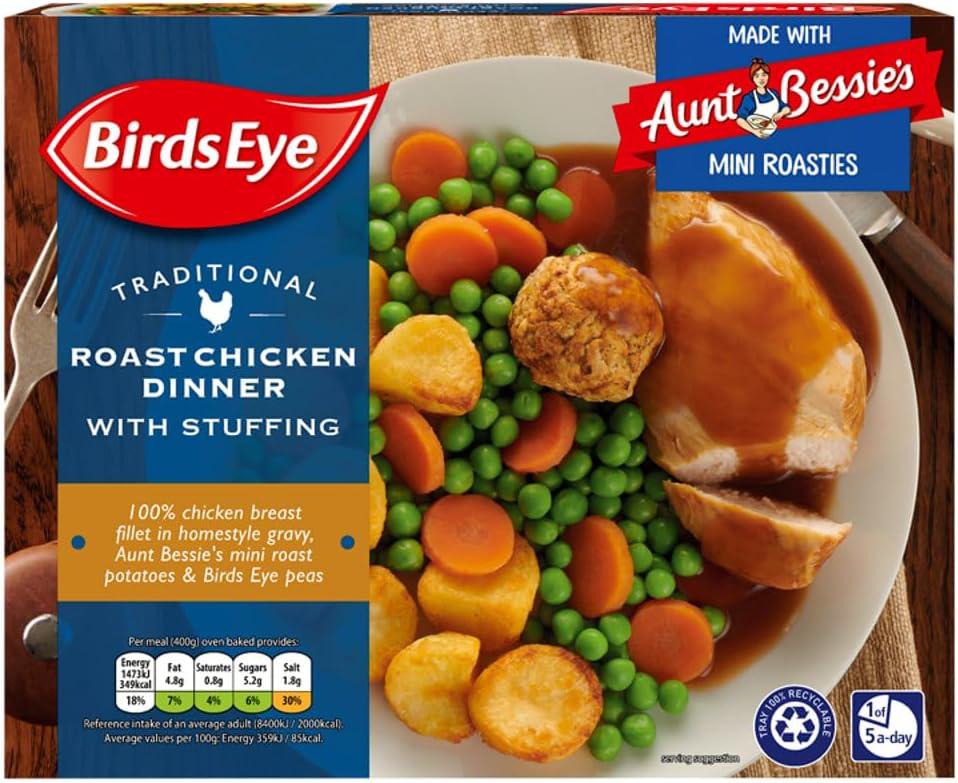 MADE WITH
Aunt Bessie's
MINI ROASTIES
Birds Eye
TRADITIONAL
ROAST CHICKEN
DINNER
WITH STUFFING
100% chicken breast
fillet in homestyle gravy,
Aunt Bessie's mini roast
potatoes & Birds Eye peas
Per meal (400g) oven baked provides:
Energy
1473kJ
349kcal
18%
Fat
4.8g
7%
Saturates
0.8g
4%
Sugars
5.2g
6%
Salt
1.8g
30%
Reference intake of an average adult (8400kJ / 2000kcal).
Average values per 100g: Energy 359kJ / 85kcal.
serving suggestion
TRAY 100% RECYCLABLE
1 of
5 a-day